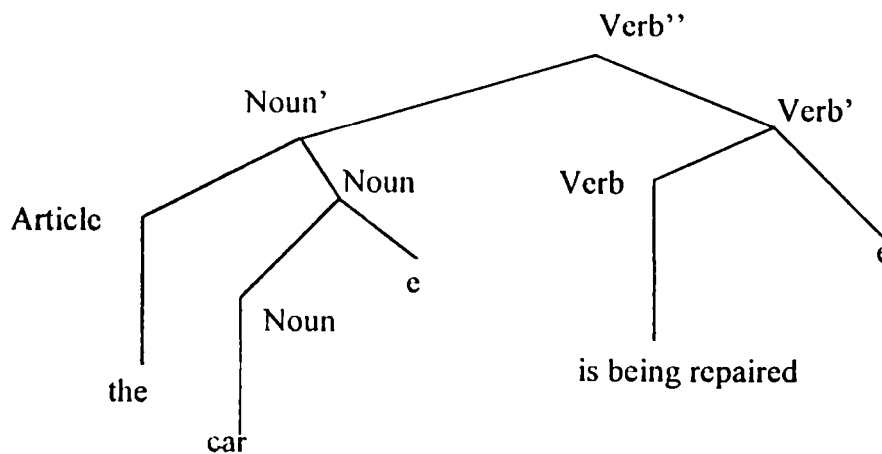 Verb’’
Noun’
Verb’
Noun
Verb
Article
e
e
Noun
the
is being repaired
car